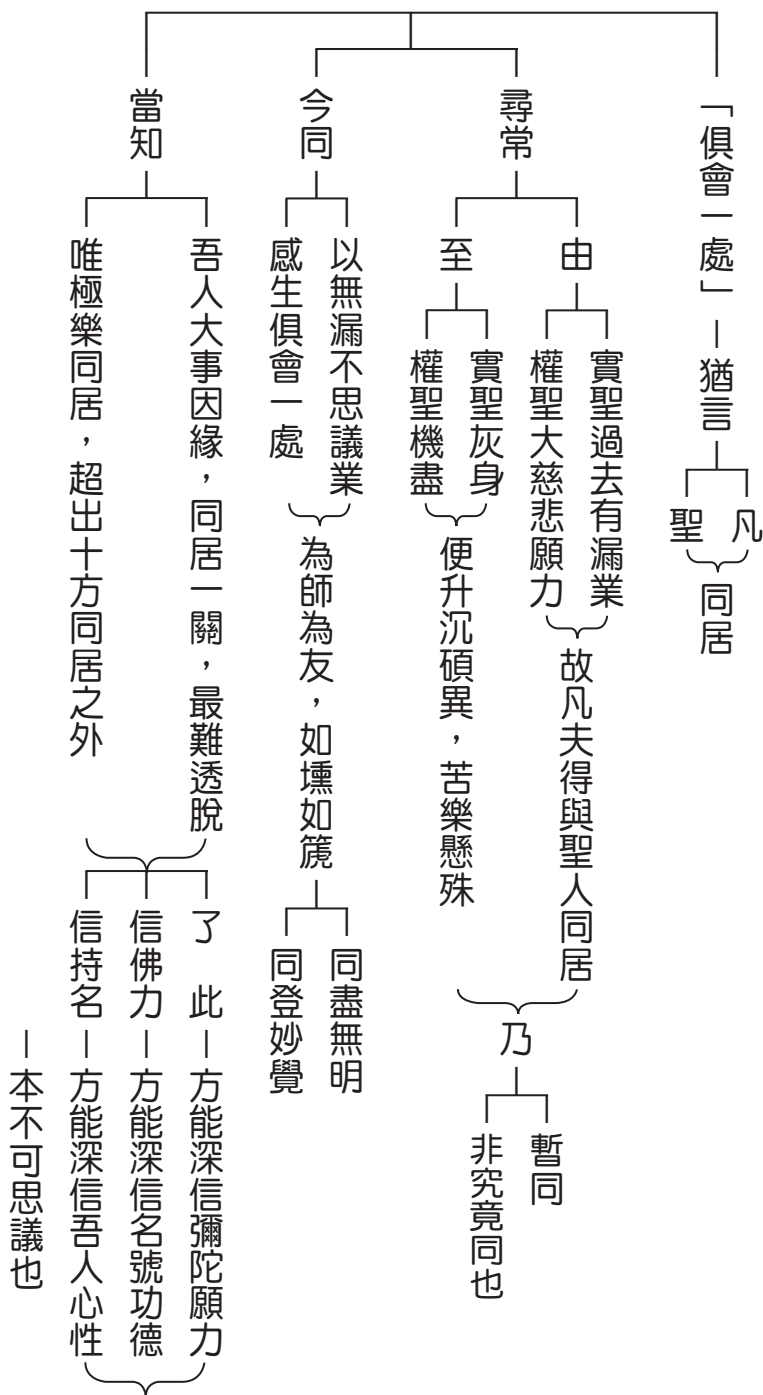 「俱會一處」－猶言
凡
聖
同居
尋常
由
實聖過去有漏業
權聖大慈悲願力
故凡夫得與聖人同居
至
實聖灰身
權聖機盡
便升沉碩異，苦樂懸殊
乃
暫同
非究竟同也
今同
以無漏不思議業
感生俱會一處
為師為友，如壎如篪
同盡無明
同登妙覺
當知
吾人大事因緣，同居一關，最難透脫
唯極樂同居，超出十方同居之外
了此－方能深信彌陀願力
信佛力－方能深信名號功德
信持名－方能深信吾人心性
－本不可思議也